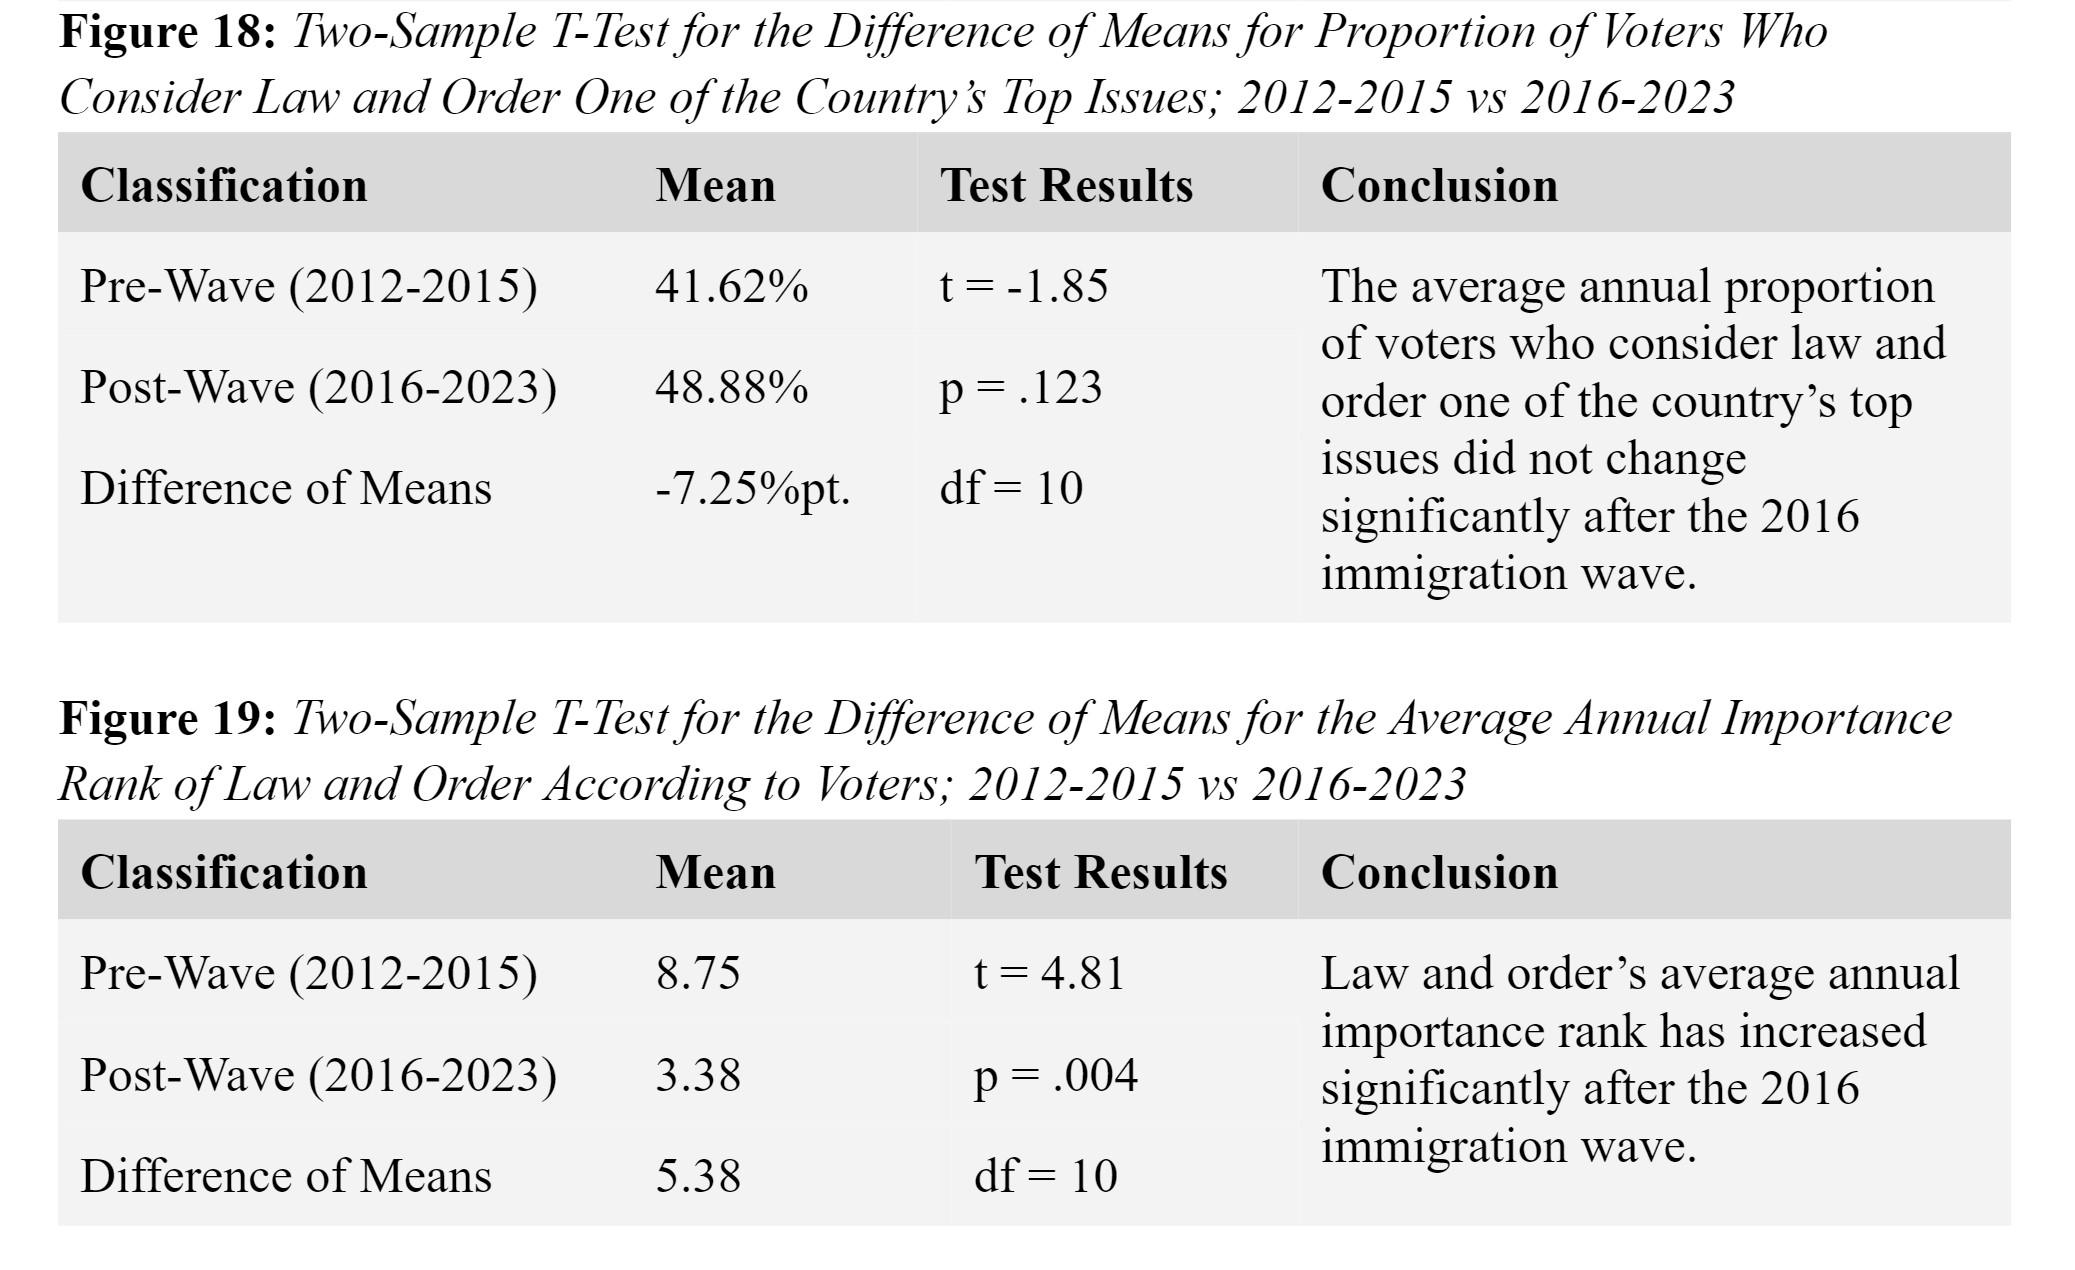 Figure 18: Two-Sample T-Test for the Difference of Means for Proportion of Voters Who
Consider Law and Order One of the Country’s Top Issues; 2012-2015 vs 2016-2023
Classification Mean Test Results Conclusion
Pre-Wave (2012-2015) 41.62% t = -1.85
Post-Wave (2016-2023) 48.88% p = .123
Difference of Means -7.25%pt. df = 10
The average annual proportion
of voters who consider law and
order one of the country’s top
issues did not change
significantly after the 2016
immigration wave.
Figure 19: Two-Sample T-Test for the Difference of Means for the Average Annual Importance
Rank of Law and Order According to Voters; 2012-2015 vs 2016-2023
Classification Mean Test Results Conclusion
Pre-Wave (2012-2015) 8.75 t = 4.81
Post-Wave (2016-2023) 3.38 p = .004
Difference of Means 5.38 df = 10
Law and order’s average annual
importance rank has increased
significantly after the 2016
immigration wave.